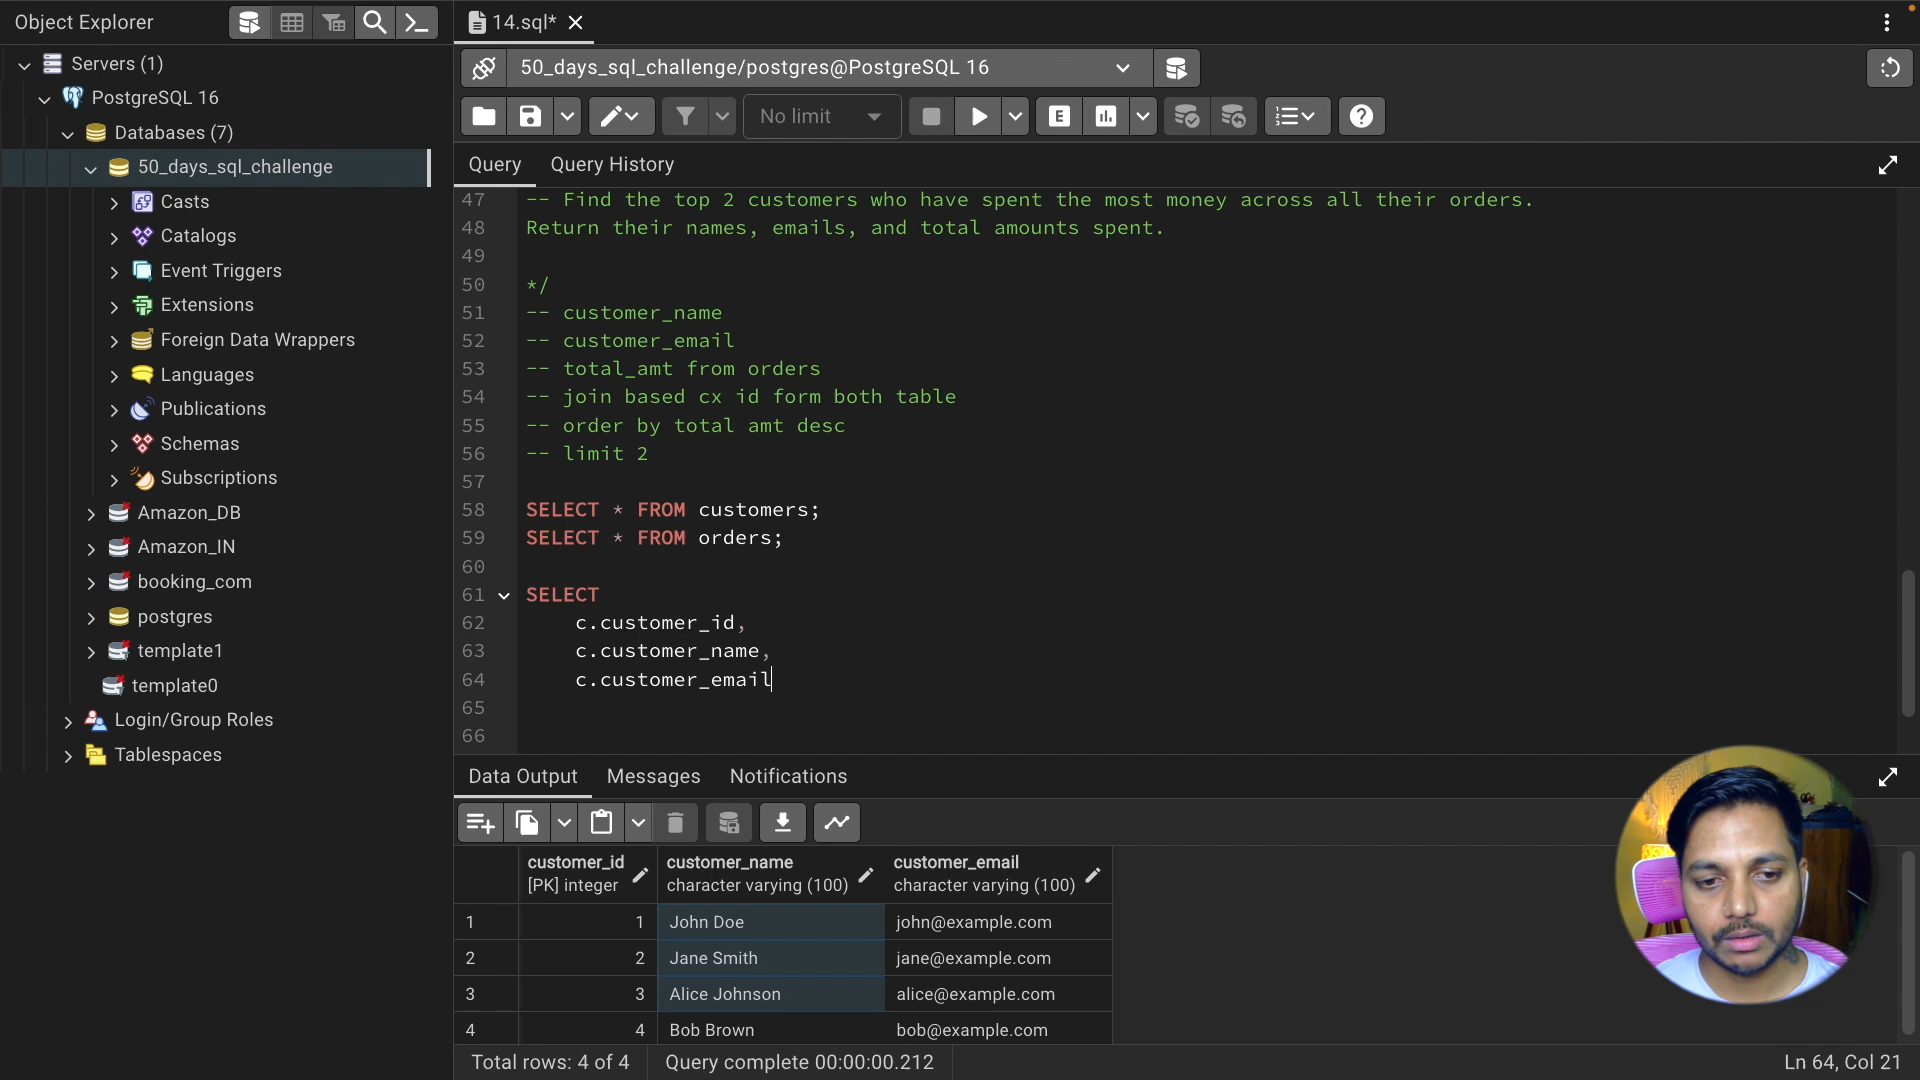 Object Explorer
Servers (1)
PostgreSQL 16
Databases (7)
50_days_sql_challenge
Casts
Catalogs
Event Triggers
Extensions
Foreign Data Wrappers
Languages
Publications
Schemas
Subscriptions
Amazon_DB
Amazon_IN
booking_com
postgres
template1
template0
Login/Group Roles
Tablespaces
14.sql*
50_days_sql_challenge/postgres@PostgreSQL 16
No limit
E
Query Query History
47 -- Find the top 2 customers who have spent the most money across all their orders.
48 Return their names, emails, and total amounts spent.
49
50 */
51 -- customer_name
52 -- customer_email
53 -- total_amt from orders
54 -- join based cx id form both table
55 -- order by total amt desc
56 -- limit 2
57
58 SELECT * FROM customers;
59 SELECT * FROM orders;
60
61 SELECT
62 c.customer_id,
63 c.customer_name,
64 c.customer_email
65
66
Data Output Messages Notifications
customer_id customer_name customer_email
[PK] integer character varying (100) character varying (100)
1 1 John Doe john@example.com
2 2 Jane Smith jane@example.com
3 3 Alice Johnson alice@example.com
4 4 Bob Brown bob@example.com
Total rows: 4 of 4 Query complete 00:00:00.212 Ln 64, Col 21